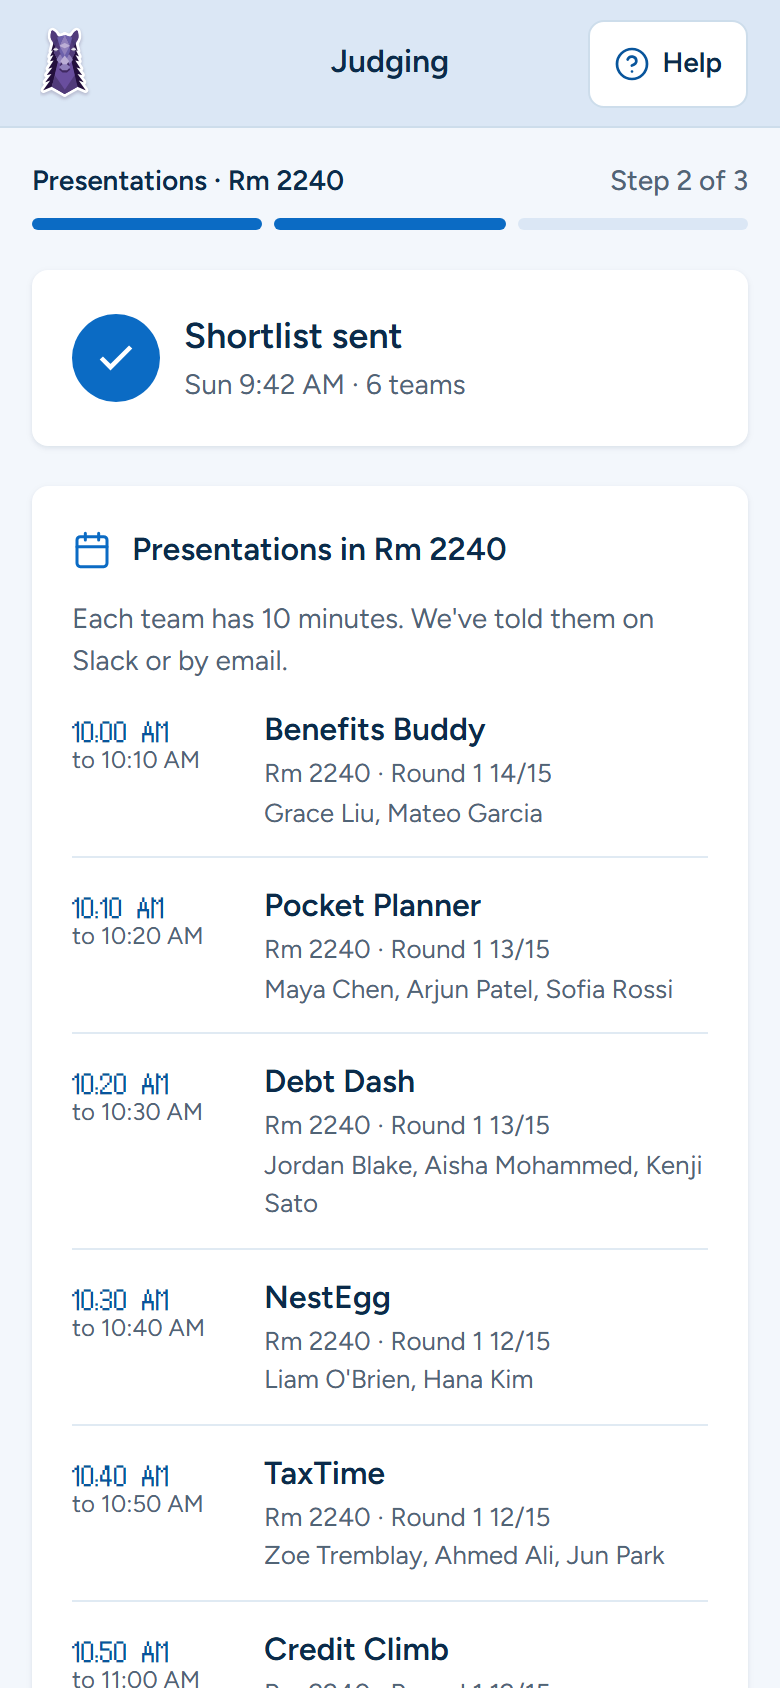 Judging
Help
Presentations · Rm 2240
Step 2 of 3
Shortlist sent
Sun 9:42 AM · 6 teams
Presentations in Rm 2240
Each team has 10 minutes. We've told them on
Slack or by email.
10:00 AM
to 10:10 AM
Benefits Buddy
Rm 2240 · Round 1 14/15
Grace Liu, Mateo Garcia
10:10 AM
to 10:20 AM
Pocket Planner
Rm 2240 · Round 1 13/15
Maya Chen, Arjun Patel, Sofia Rossi
10:20 AM
to 10:30 AM
Debt Dash
Rm 2240 · Round 1 13/15
Jordan Blake, Aisha Mohammed, Kenji
Sato
10:30 AM
to 10:40 AM
NestEgg
Rm 2240 · Round 1 12/15
Liam O'Brien, Hana Kim
10:40 AM
to 10:50 AM
TaxTime
Rm 2240 · Round 1 12/15
Zoe Tremblay, Ahmed Ali, Jun Park
10:50 AM
to 11:00 AM
Credit Climb